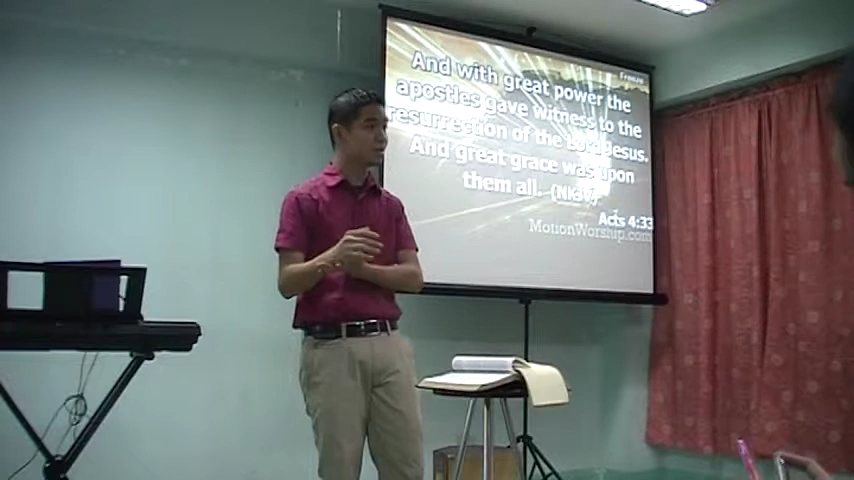 Freeze
And with great power the
apostles gave witness to the
resurrection of the Lord Jesus.
And great grace was upon
them all. (NKJV)
Acts 4:33
MotionWorship.com